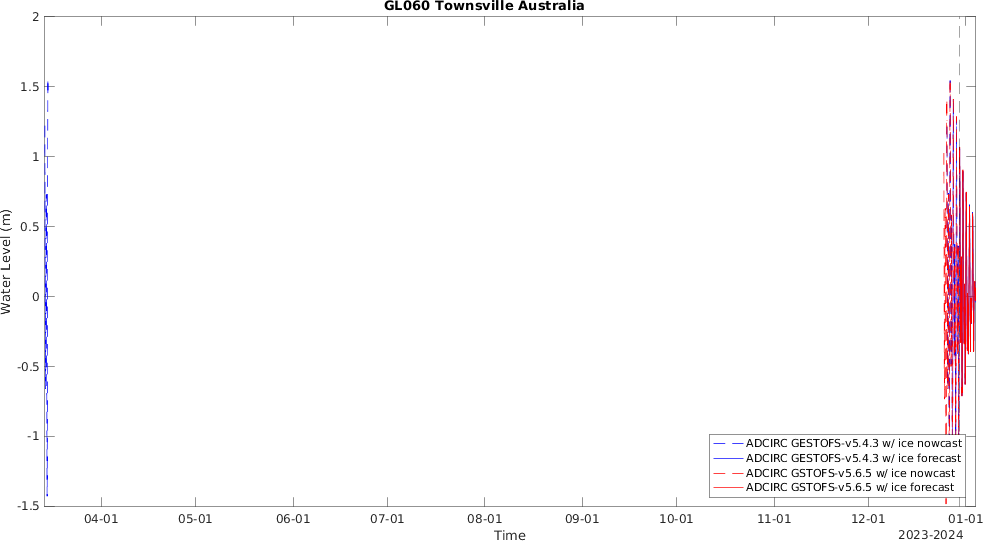 GL060 Townsville Australia
2
1.5
1
0.5
0
-0.5
-1
-1.5
Water Level (m)
04-01 05-01 06-01 07-01 08-01 09-01 10-01 11-01 12-01 01-01
2023-2024
Time
ADCIRC GESTOFS-v5.4.3 w/ ice nowcast
ADCIRC GESTOFS-v5.4.3 w/ ice forecast
ADCIRC GSTOFS-v5.6.5 w/ ice nowcast
ADCIRC GSTOFS-v5.6.5 w/ ice forecast